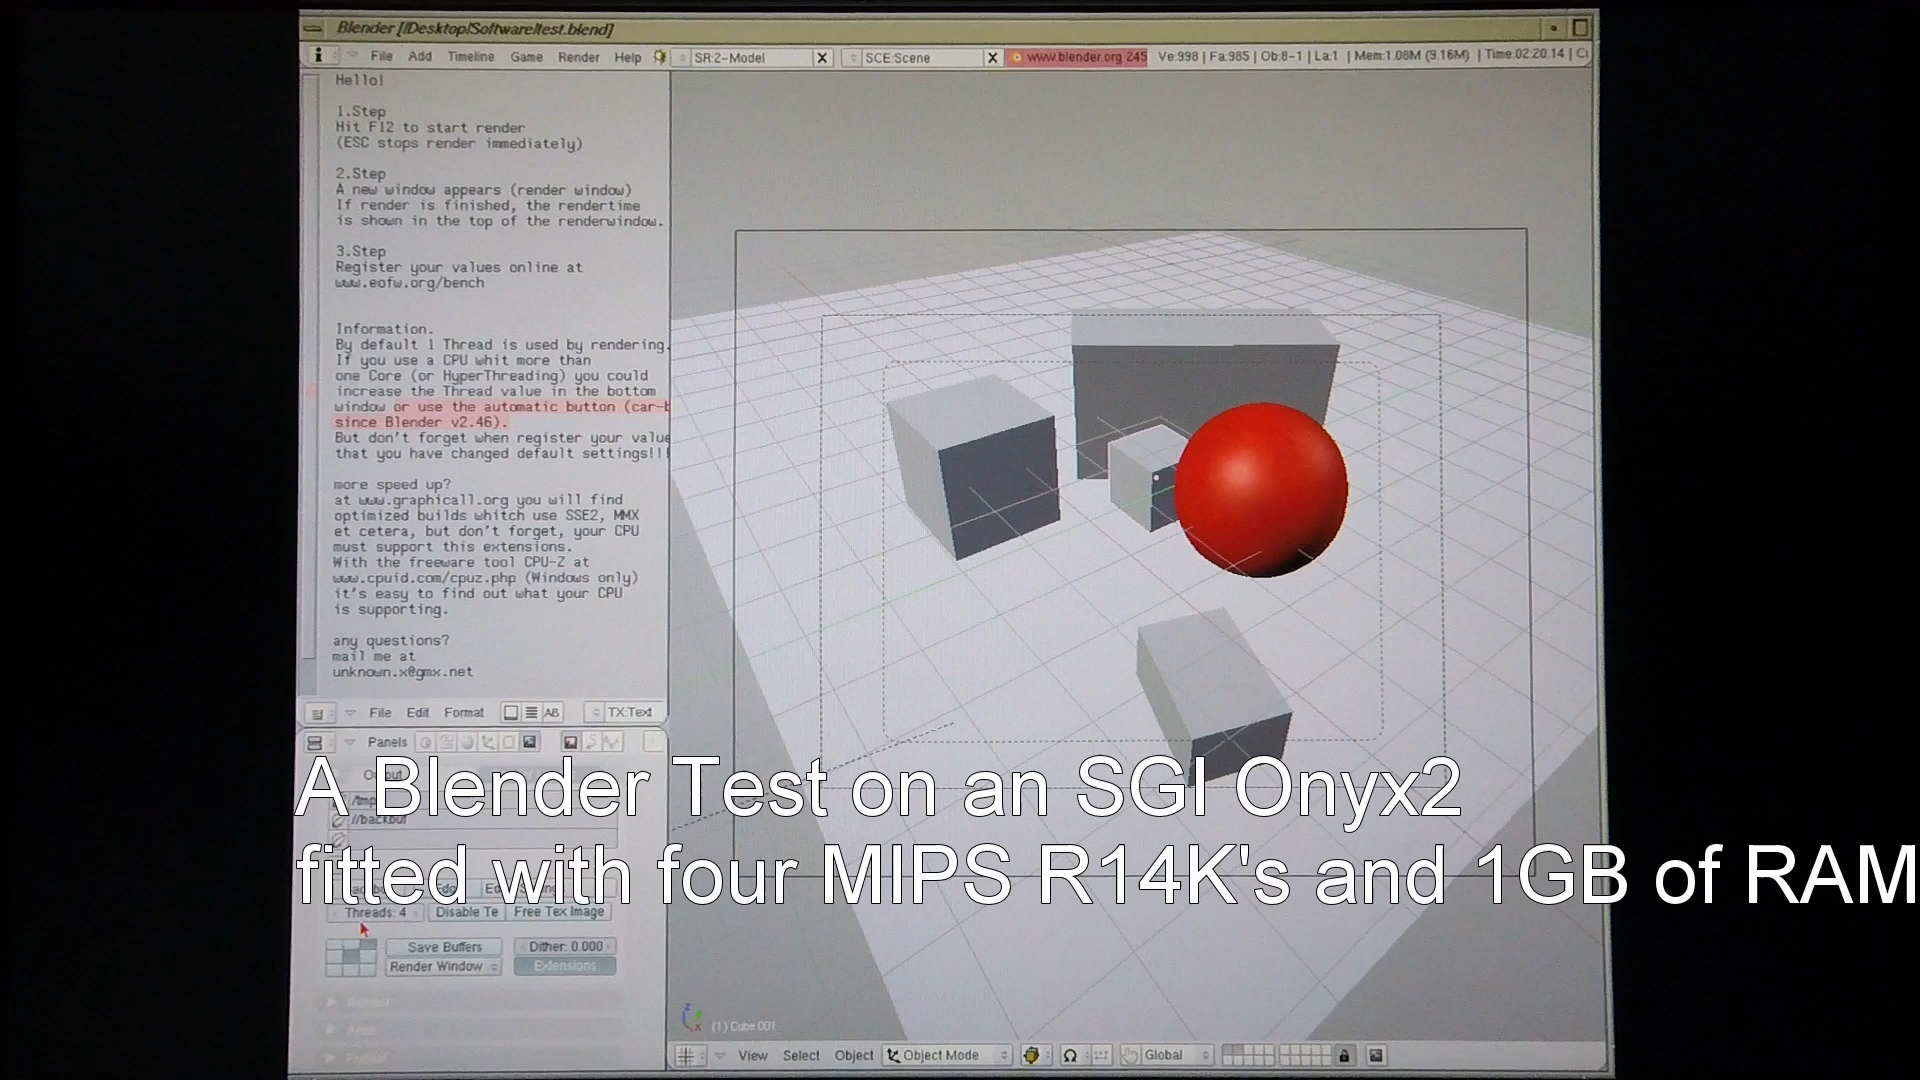 Blender [/Desktop/Software/test.blend]
File Add Timeline Game Render Help SR:2-Model X SCE:Scene X www.blender.org 245 Ve:998 | Fa:985 | Ob:8-1 | La:1 | Mem:1.08M (9.16M) | Time:02:20.14 |
Hello!
1.Step
Hit F12 to start render
(ESC stops render immediately)
2.Step
A new window appears (render window)
If render is finished, the rendertime
is shown in the top of the renderwindow.
3.Step
Register your values online at
www.eofw.org/bench
Information.
By default 1 Thread is used by rendering.
If you use a CPU whit more than
one Core (or HyperThreading) you could
increase the Thread value in the bottom
window or use the automatic button (car-b
since Blender v2.46).
But don't forget when register your value
that you have changed default settings!!!
more speed up?
at www.graphicall.org you will find
optimized builds whitch use SSE2, MMX
et cetera, but don't forget, your CPU
must support this extensions.
With the freeware tool CPU-Z at
www.cpuid.com/cpuz.php (Windows only)
it's easy to find out what your CPU
is supporting.
any questions?
mail me at
unknown.x@gmx.net
File Edit Format AB TX:Text
Panels
/tmp
//backbuf
A Blender Test on an SGI Onyx2
fitted with four MIPS R14K's and 1GB of RAM
Threads: 4 Disable Te Free Tex Image
Save Buffers Dither: 0.000
Render Window Extensions
(1) Cube.001
View Select Object Object Mode Global